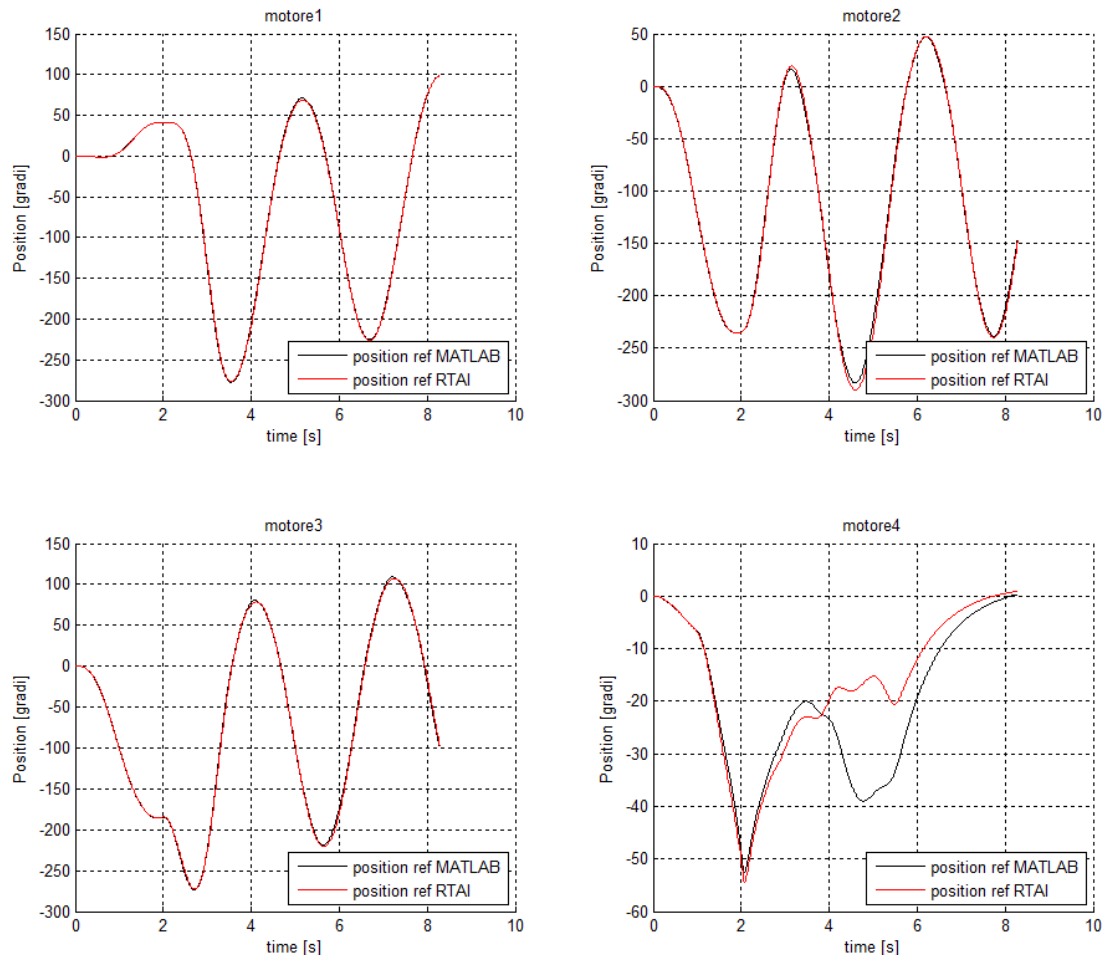 motore1
150
100
50
0
-50
-100
-150
-200
-250
-300
Position [gradi]
position ref MATLAB
position ref RTAI
0 2 4 6 8 10
time [s]
motore2
50
0
-50
-100
-150
-200
-250
-300
Position [gradi]
position ref MATLAB
position ref RTAI
0 2 4 6 8 10
time [s]
motore3
150
100
50
0
-50
-100
-150
-200
-250
-300
Position [gradi]
position ref MATLAB
position ref RTAI
0 2 4 6 8 10
time [s]
motore4
10
0
-10
-20
-30
-40
-50
-60
Position [gradi]
position ref MATLAB
position ref RTAI
0 2 4 6 8 10
time [s]